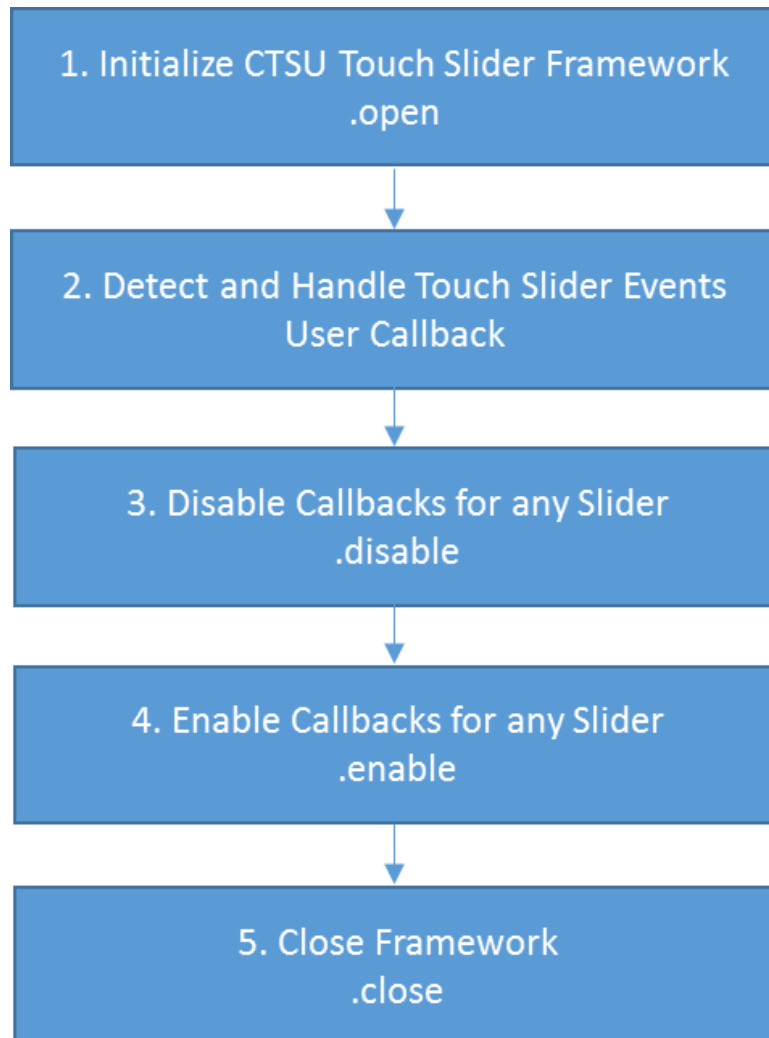 1. Initialize CTSU Touch Slider Framework
.open
2. Detect and Handle Touch Slider Events
User Callback
3. Disable Callbacks for any Slider
.disable
4. Enable Callbacks for any Slider
.enable
5. Close Framework
.close